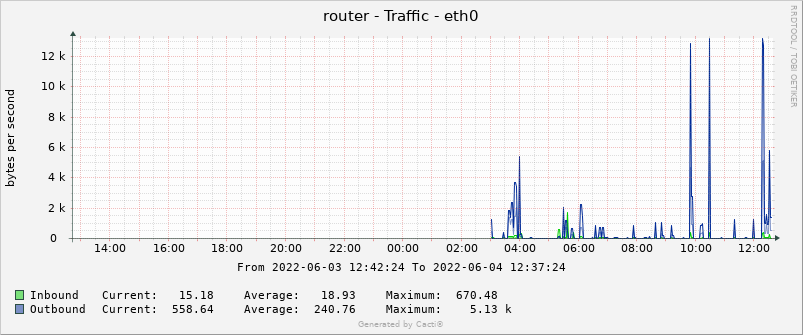 router - Traffic - eth0
RRDTOOL / TOBI OETIKER
bytes per second
12 k
10 k
8 k
6 k
4 k
2 k
0
14:00 16:00 18:00 20:00 22:00 00:00 02:00 04:00 06:00 08:00 10:00 12:00
From 2022-06-03 12:42:24 To 2022-06-04 12:37:24
Inbound Current: 15.18 Average: 18.93 Maximum: 670.48
Outbound Current: 558.64 Average: 240.76 Maximum: 5.13 k
Generated by Cacti®